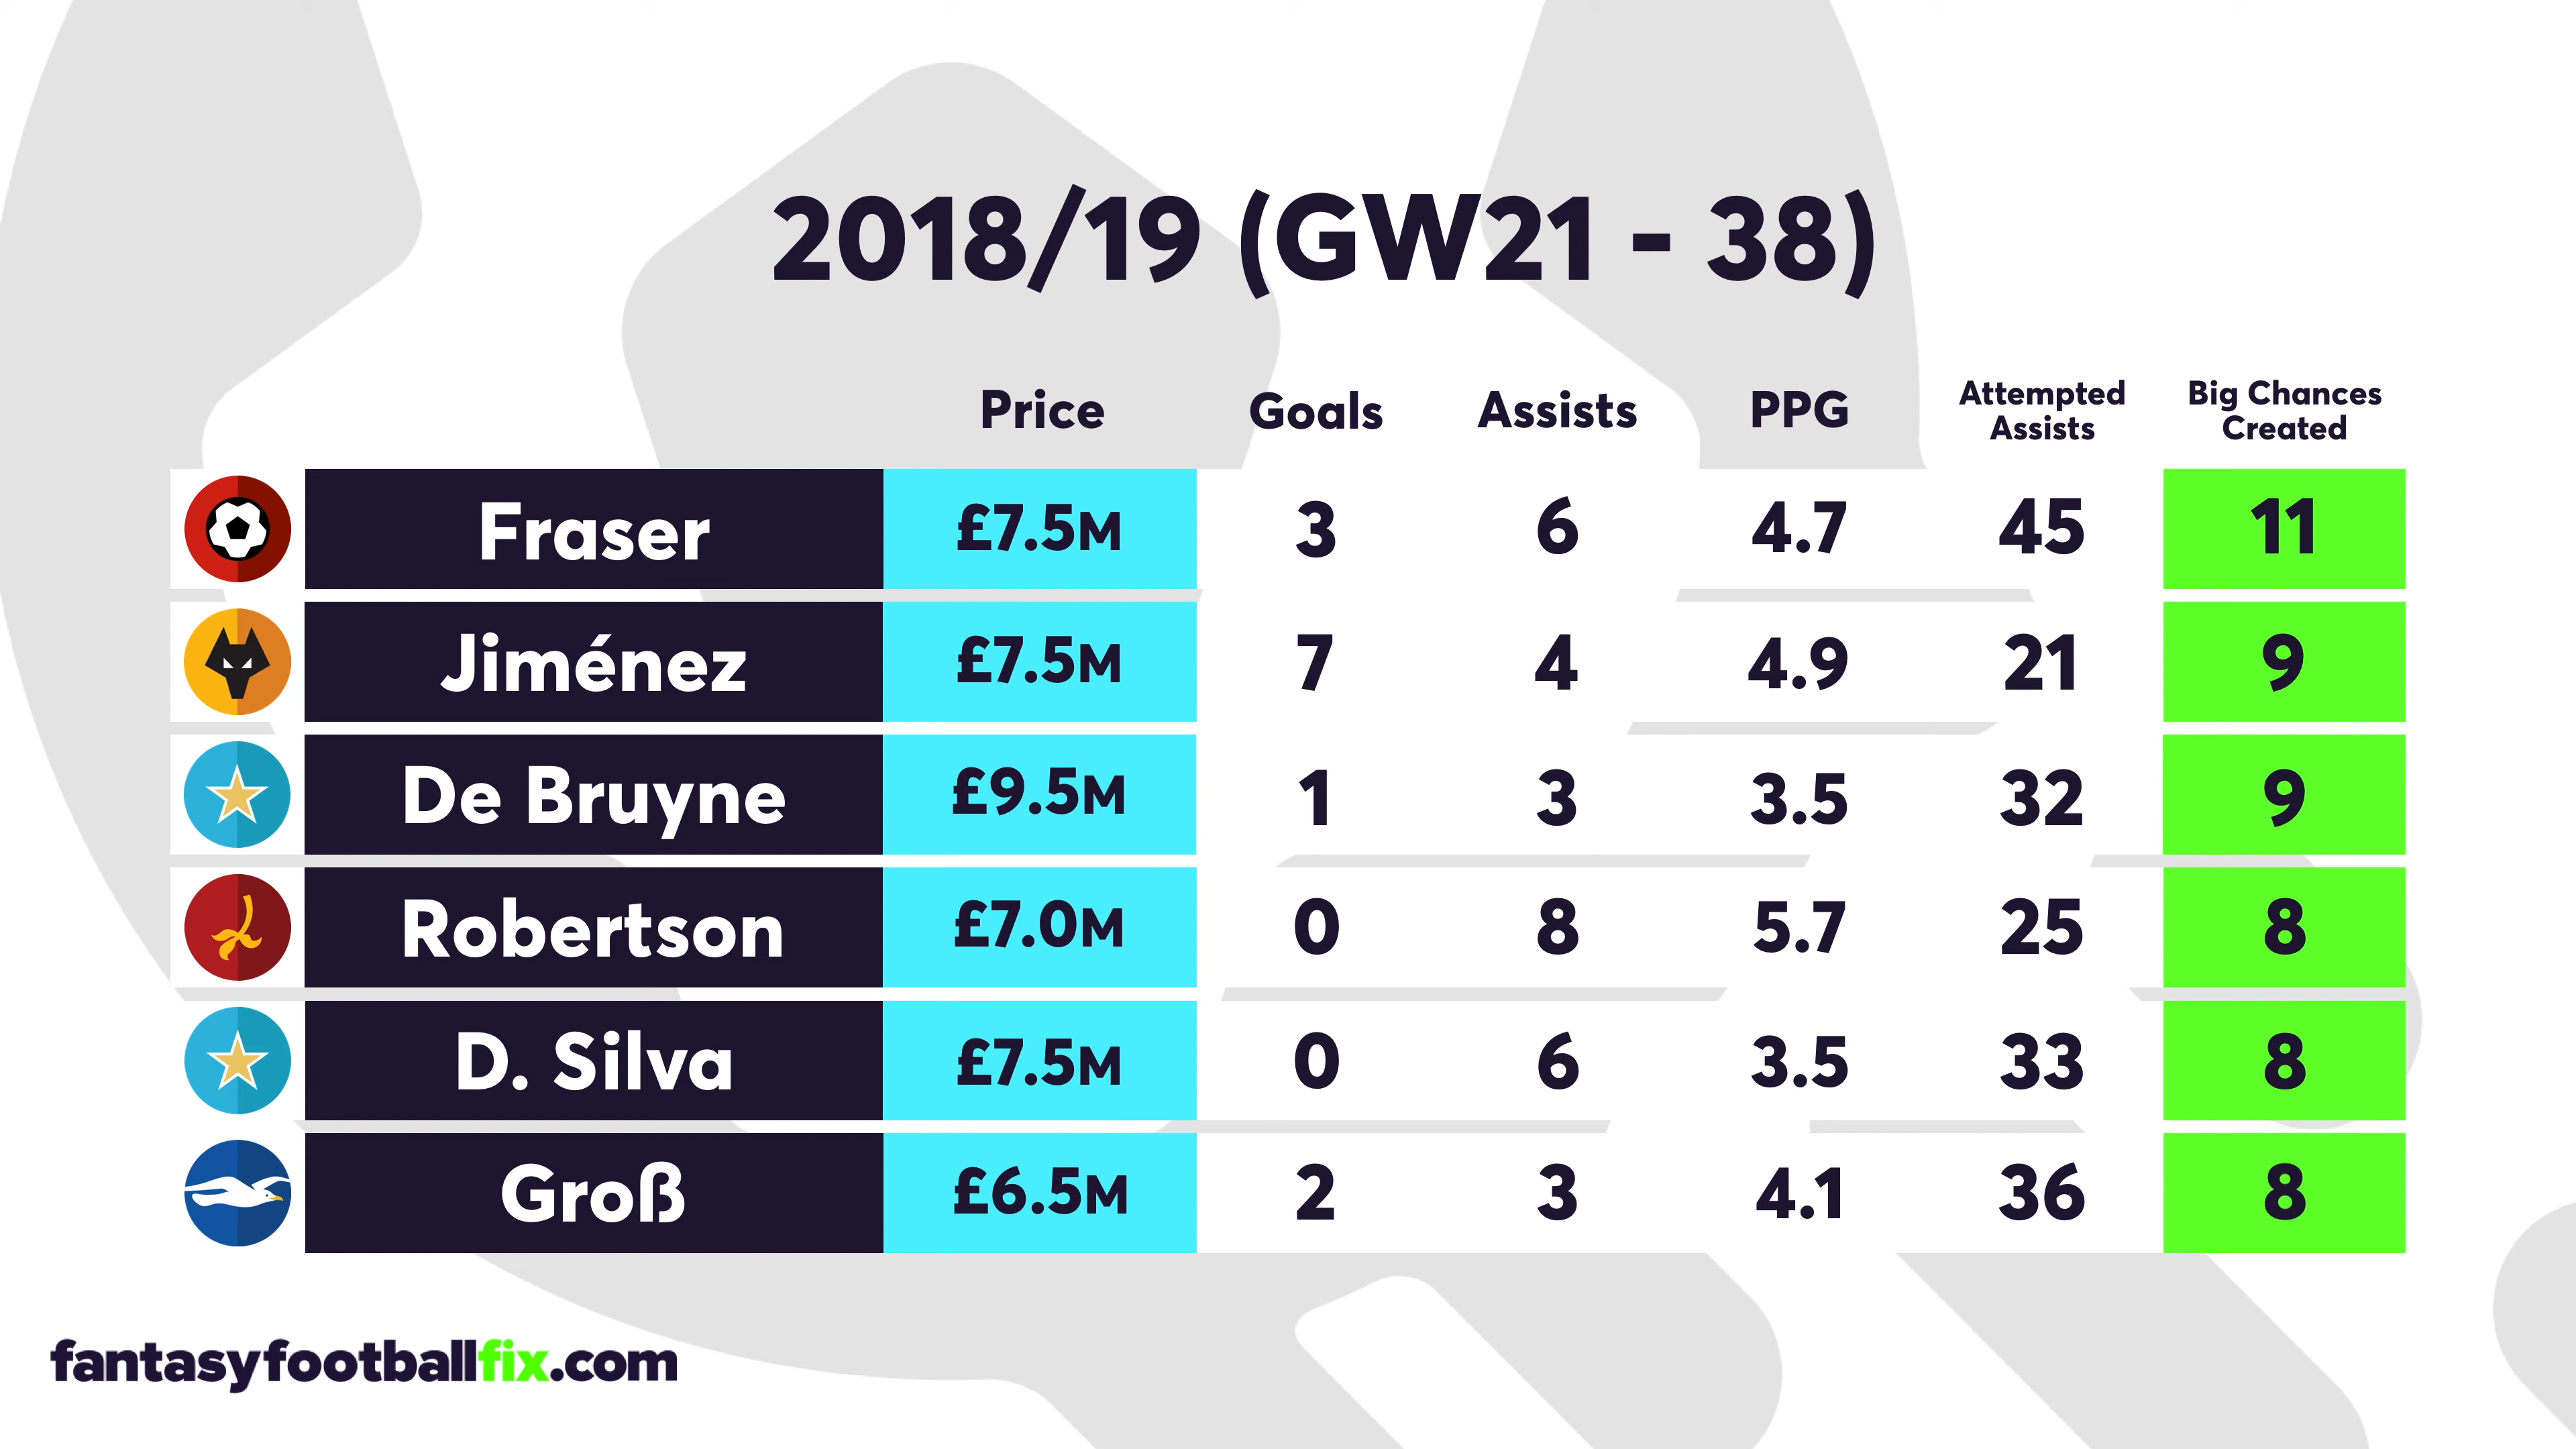 2018/19 (GW21 - 38)
Price Goals Assists PPG Attempted Assists Big Chances Created
Fraser £7.5M 3 6 4.7 45 11
Jiménez £7.5M 7 4 4.9 21 9
De Bruyne £9.5M 1 3 3.5 32 9
Robertson £7.0M 0 8 5.7 25 8
D. Silva £7.5M 0 6 3.5 33 8
Groß £6.5M 2 3 4.1 36 8
fantasyfootballfix.com